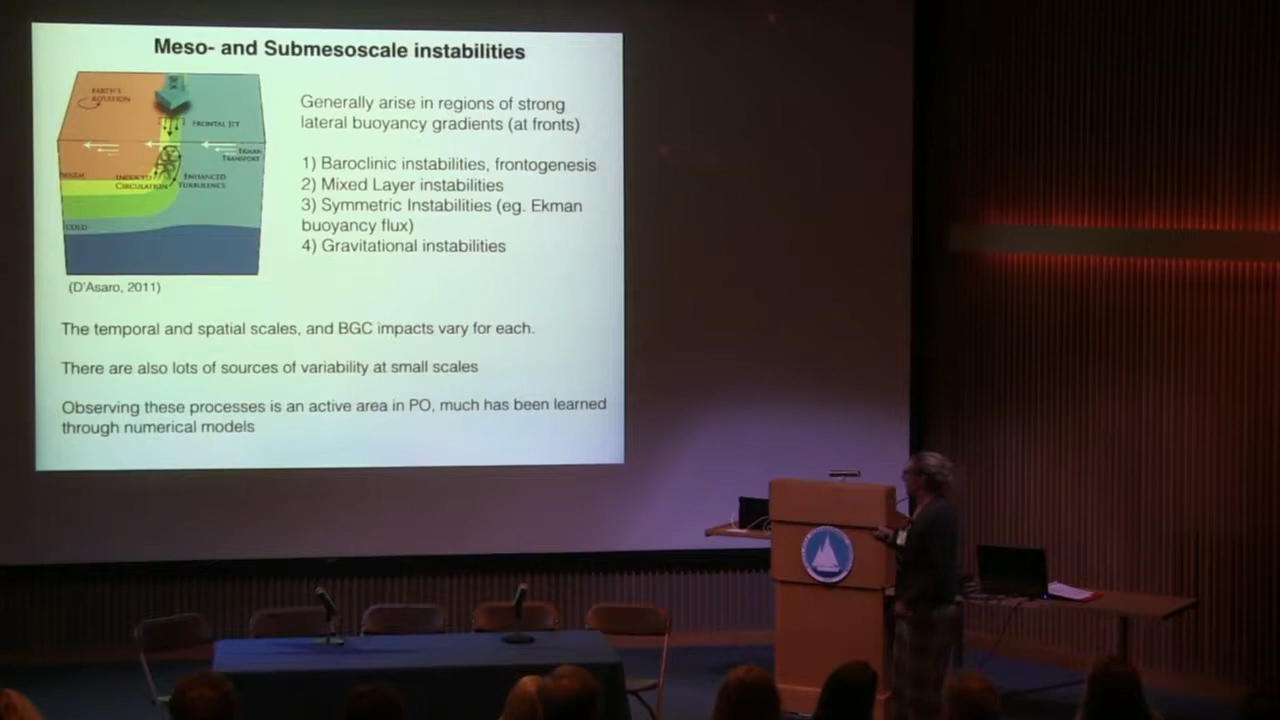 Meso- and Submesoscale instabilities
EARTH'S
ROTATION
FRONTAL JET
EKMAN
TRANSPORT
INDUCED
CIRCULATION
ENHANCED
TURBULENCE
COLD
(D'Asaro, 2011)
Generally arise in regions of strong
lateral buoyancy gradients (at fronts)
1) Baroclinic instabilities, frontogenesis
2) Mixed Layer instabilities
3) Symmetric Instabilities (eg. Ekman
buoyancy flux)
4) Gravitational instabilities
The temporal and spatial scales, and BGC impacts vary for each.
There are also lots of sources of variability at small scales
Observing these processes is an active area in PO, much has been learned
through numerical models